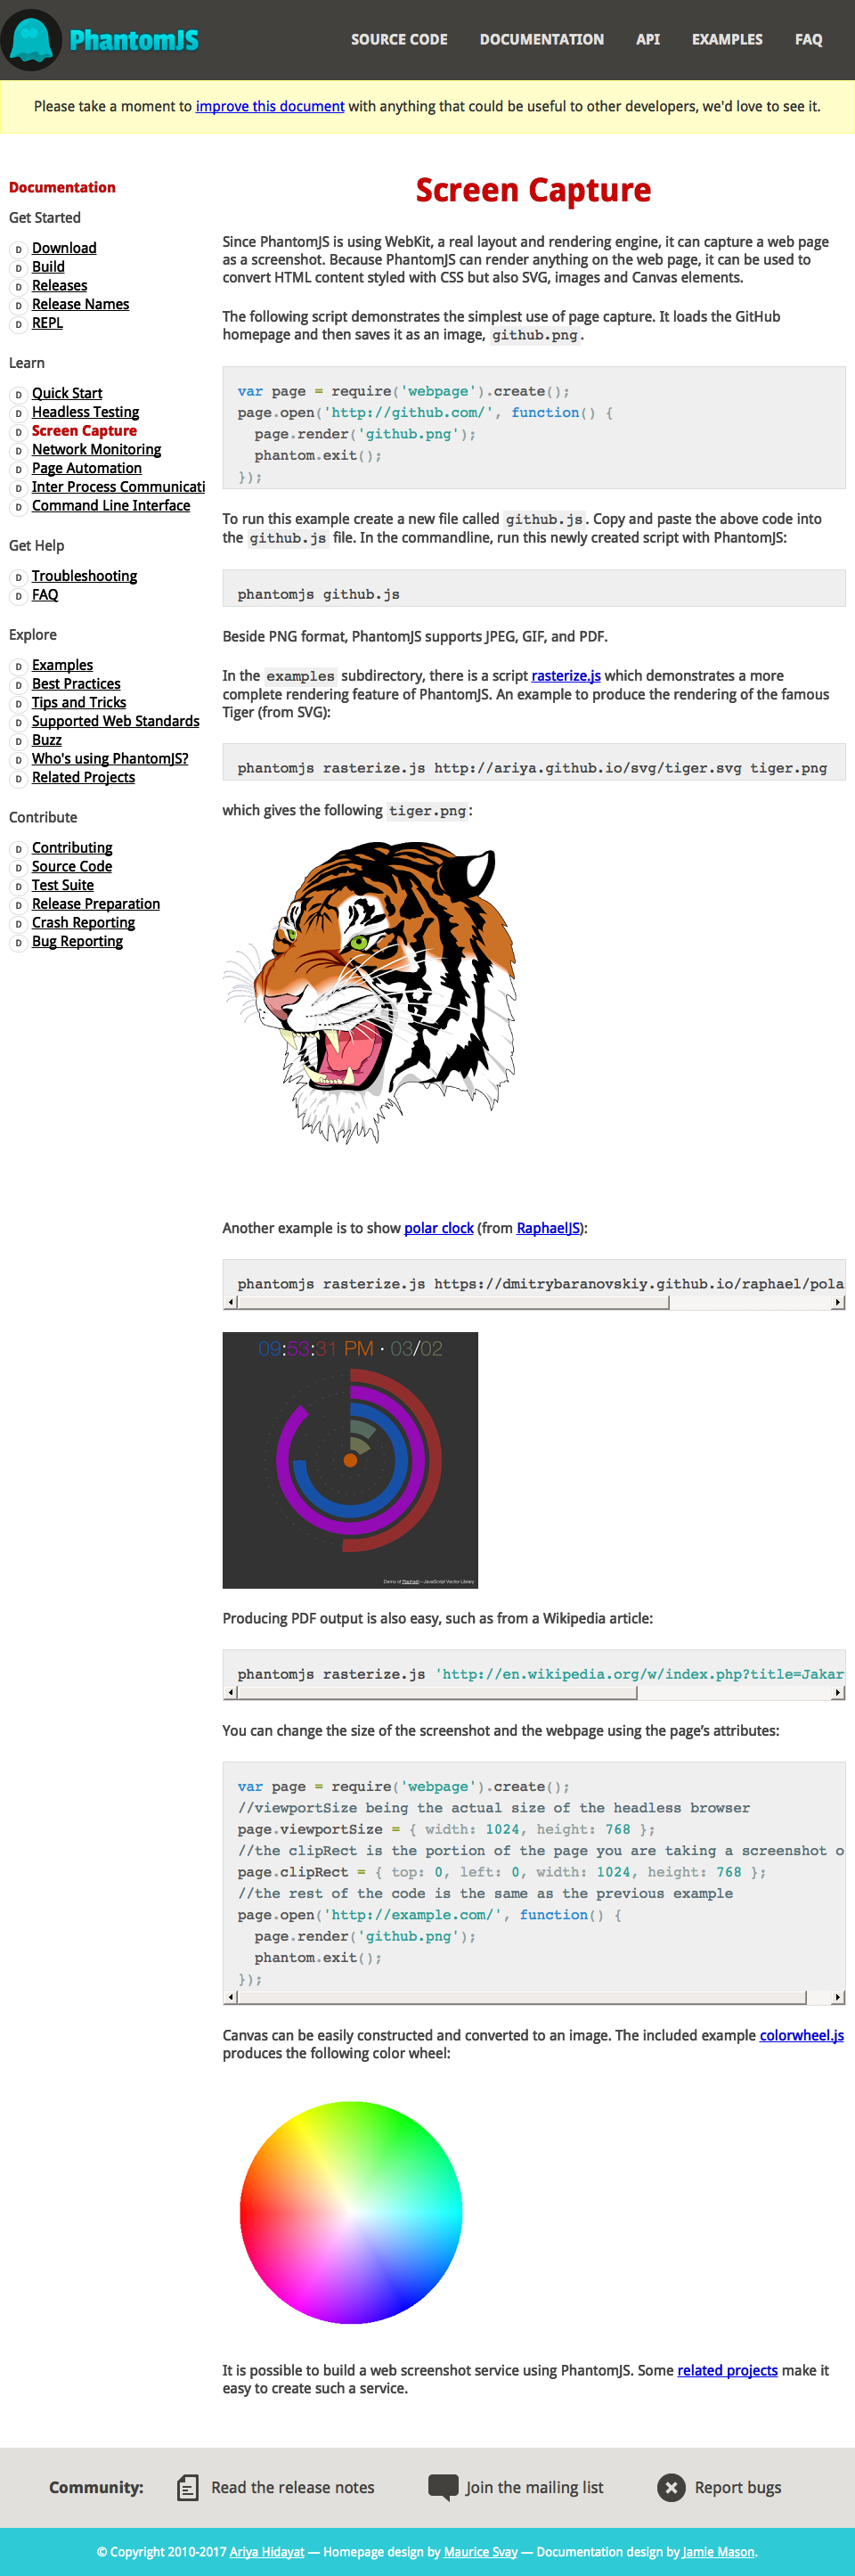 PhantomJS
SOURCE CODE DOCUMENTATION API EXAMPLES FAQ
Please take a moment to improve this document with anything that could be useful to other developers, we'd love to see it.
Documentation
Get Started
D Download
D Build
D Releases
D Release Names
D REPL
Learn
D Quick Start
D Headless Testing
D Screen Capture
D Network Monitoring
D Page Automation
D Inter Process Communicati
D Command Line Interface
Get Help
D Troubleshooting
D FAQ
Explore
D Examples
D Best Practices
D Tips and Tricks
D Supported Web Standards
D Buzz
D Who's using PhantomJS?
D Related Projects
Contribute
D Contributing
D Source Code
D Test Suite
D Release Preparation
D Crash Reporting
D Bug Reporting
Screen Capture
Since PhantomJS is using WebKit, a real layout and rendering engine, it can capture a web page
as a screenshot. Because PhantomJS can render anything on the web page, it can be used to
convert HTML content styled with CSS but also SVG, images and Canvas elements.
The following script demonstrates the simplest use of page capture. It loads the GitHub
homepage and then saves it as an image, github.png.
var page = require('webpage').create();
page.open('http://github.com/', function() {
page.render('github.png');
phantom.exit();
});
To run this example create a new file called github.js. Copy and paste the above code into
the github.js file. In the commandline, run this newly created script with PhantomJS:
phantomjs github.js
Beside PNG format, PhantomJS supports JPEG, GIF, and PDF.
In the examples subdirectory, there is a script rasterize.js which demonstrates a more
complete rendering feature of PhantomJS. An example to produce the rendering of the famous
Tiger (from SVG):
phantomjs rasterize.js http://ariya.github.io/svg/tiger.svg tiger.png
which gives the following tiger.png:
Another example is to show polar clock (from RaphaelJS):
phantomjs rasterize.js https://dmitrybaranovskiy.github.io/raphael/pola
09:53:31 PM · 03/02
Demo of Raphaël—JavaScript Vector Library
Producing PDF output is also easy, such as from a Wikipedia article:
phantomjs rasterize.js 'http://en.wikipedia.org/w/index.php?title=Jakar
You can change the size of the screenshot and the webpage using the page’s attributes:
var page = require('webpage').create();
//viewportSize being the actual size of the headless browser
page.viewportSize = { width: 1024, height: 768 };
//the clipRect is the portion of the page you are taking a screenshot o
page.clipRect = { top: 0, left: 0, width: 1024, height: 768 };
//the rest of the code is the same as the previous example
page.open('http://example.com/', function() {
page.render('github.png');
phantom.exit();
});
Canvas can be easily constructed and converted to an image. The included example colorwheel.js
produces the following color wheel:
It is possible to build a web screenshot service using PhantomJS. Some related projects make it
easy to create such a service.
Community: Read the release notes Join the mailing list Report bugs
© Copyright 2010-2017 Ariya Hidayat — Homepage design by Maurice Svay — Documentation design by Jamie Mason.